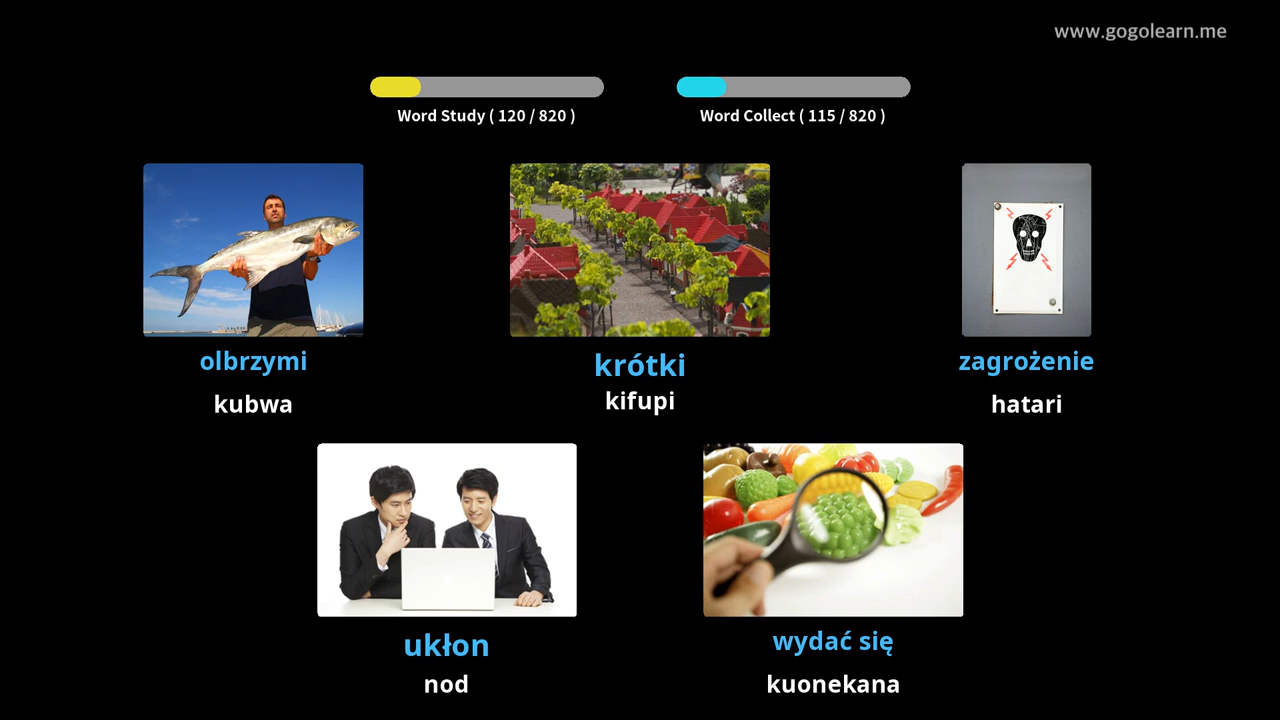 www.gogolearn.me
Word Study ( 120 / 820 )
Word Collect ( 115 / 820 )
olbrzymi
kubwa
krótki
kifupi
zagrożenie
hatari
ukłon
nod
wydać się
kuonekana